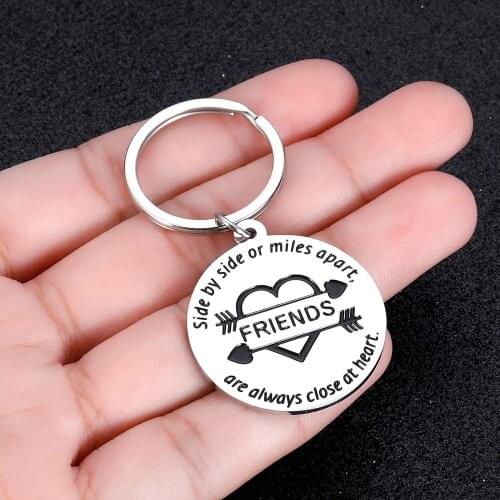 Side by side or miles apart,
FRIENDS
are always close at heart.